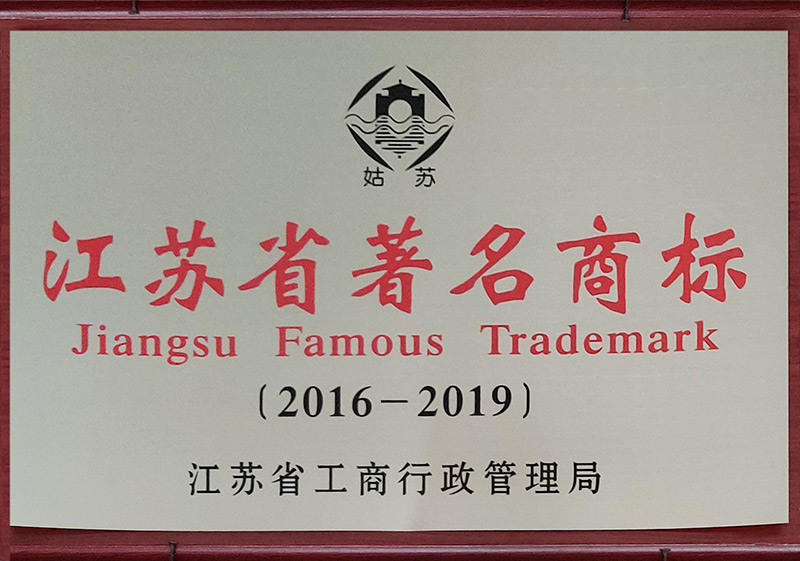 姑苏
江苏省著名商标
Jiangsu Famous Trademark
(2016－2019)
江苏省工商行政管理局